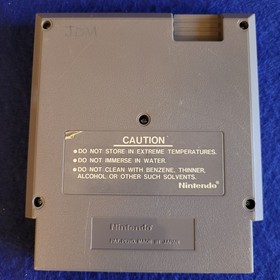 JOM
CAUTION
•DO NOT STORE IN EXTREME TEMPERATURES.
•DO NOT IMMERSE IN WATER.
•DO NOT CLEAN WITH BENZENE, THINNER,
ALCOHOL OR OTHER SUCH SOLVENTS.
Nintendo
Nintendo
MADE IN JAPAN